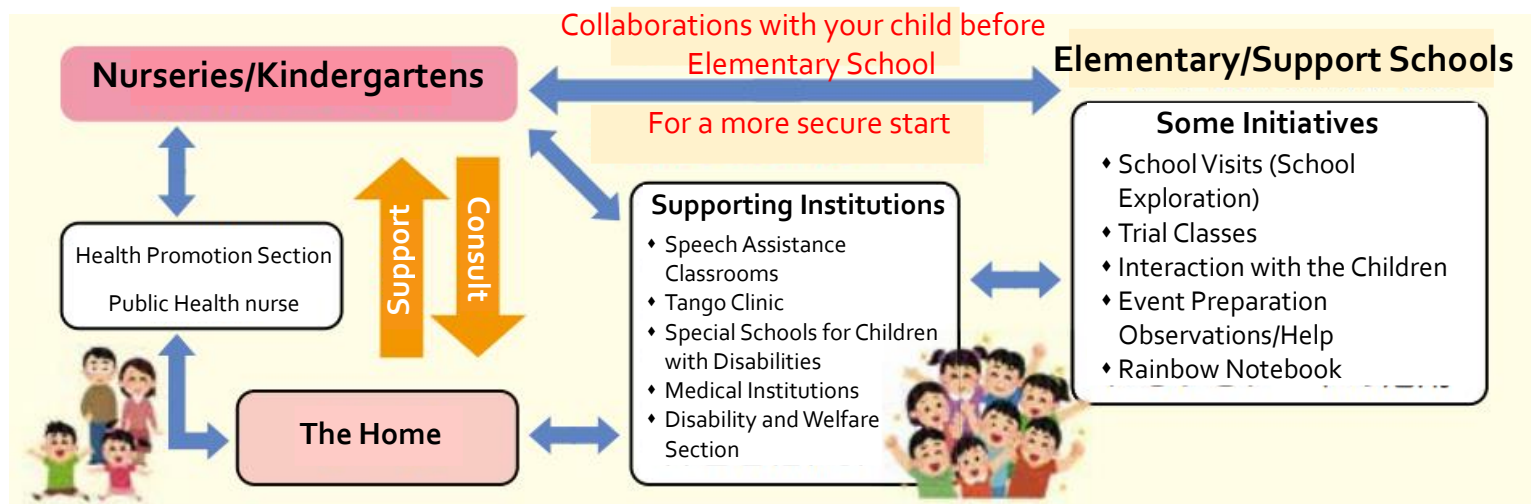 Collaborations with your child before
Elementary School
For a more secure start
Nurseries/Kindergartens
Elementary/Support Schools
Health Promotion Section
Public Health nurse
Support
Consult
The Home
Supporting Institutions
⬧ Speech Assistance
Classrooms
⬧ Tango Clinic
⬧ Special Schools for Children
with Disabilities
⬧ Medical Institutions
⬧ Disability and Welfare
Section
Some Initiatives
⬧ School Visits (School
Exploration)
⬧ Trial Classes
⬧ Interaction with the Children
⬧ Event Preparation
Observations/Help
⬧ Rainbow Notebook